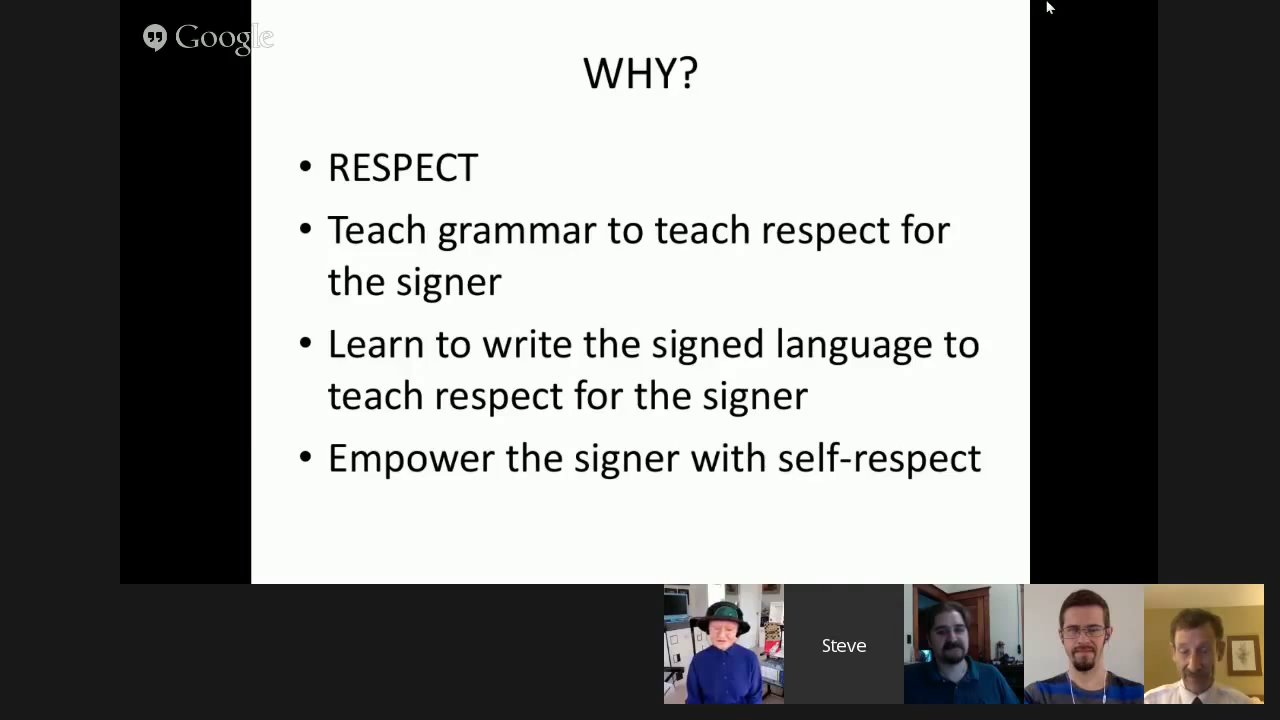 Google
WHY?
• RESPECT
• Teach grammar to teach respect for
the signer
• Learn to write the signed language to
teach respect for the signer
• Empower the signer with self-respect
Steve